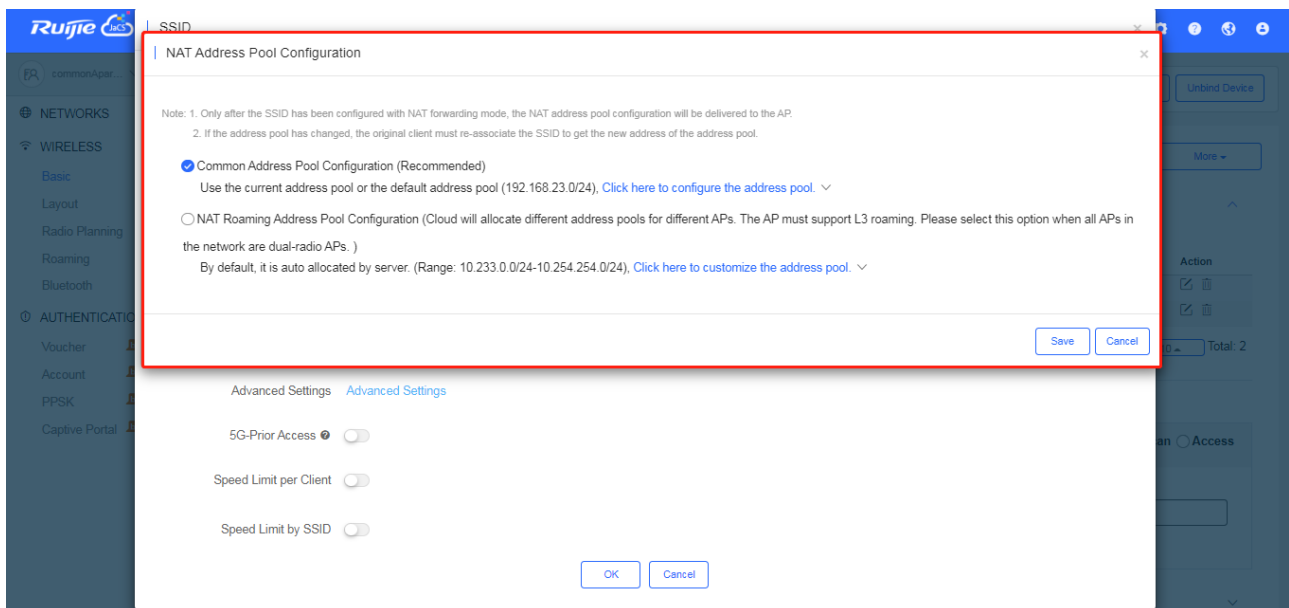 Ruijie JaCS
SSID
NAT Address Pool Configuration
commonApar...
Unbind Device
NETWORKS
Note: 1. Only after the SSID has been configured with NAT forwarding mode, the NAT address pool configuration will be delivered to the AP.
2. If the address pool has changed, the original client must re-associate the SSID to get the new address of the address pool.
WIRELESS
More
Common Address Pool Configuration (Recommended)
Basic
Use the current address pool or the default address pool (192.168.23.0/24), Click here to configure the address pool.
Layout
NAT Roaming Address Pool Configuration (Cloud will allocate different address pools for different APs. The AP must support L3 roaming. Please select this option when all APs in
Radio Planning
the network are dual-radio APs. )
Roaming
By default, it is auto allocated by server. (Range: 10.233.0.0/24-10.254.254.0/24), Click here to customize the address pool.
Action
Bluetooth
AUTHENTICATIO
Voucher
Save
Cancel
10
Total: 2
Account
Advanced Settings
Advanced Settings
PPSK
Captive Portal
5G-Prior Access
an
Access
Speed Limit per Client
Speed Limit by SSID
OK
Cancel